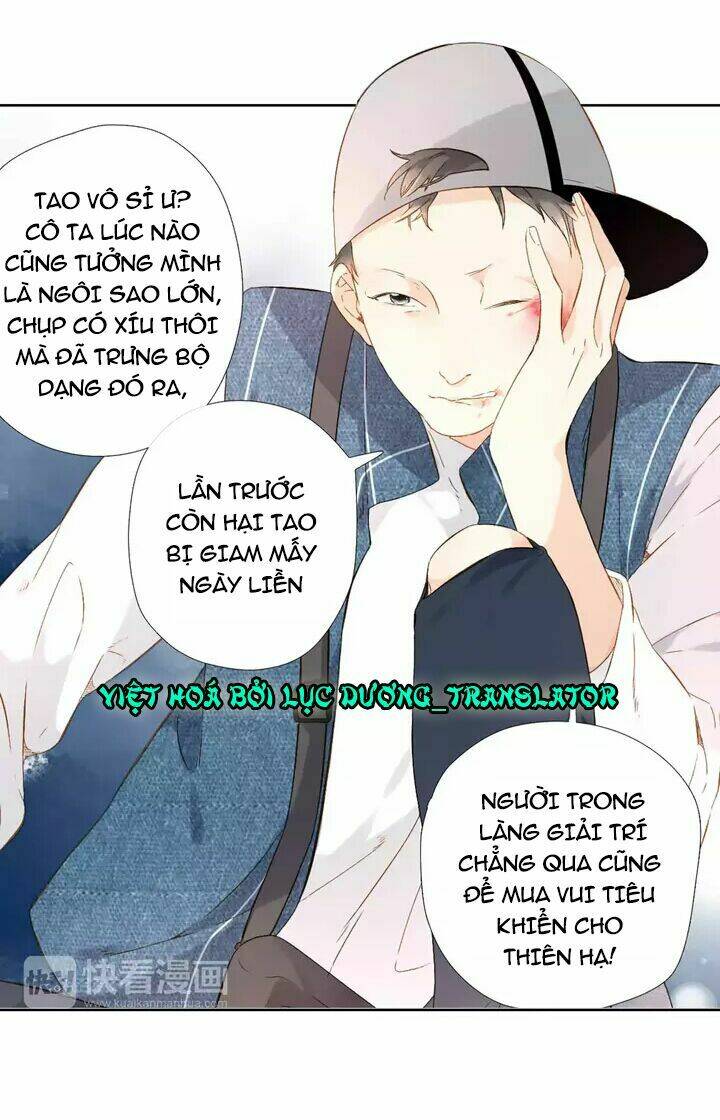 TAO VÔ SỈ Ư?
CÔ TA LÚC NÀO
CŨNG TƯỞNG MÌNH
LÀ NGÔI SAO LỚN,
CHỤP CÓ XÍU THÔI
MÀ ĐÃ TRƯNG BỘ
DẠNG ĐÓ RA,
LẦN TRƯỚC
CÒN HẠI TAO
BỊ GIAM MẤY
NGÀY LIỀN
VIỆT HOÁ BỞI LỤC DƯƠNG_TRANSLATOR
NGƯỜI TRONG
LÀNG GIẢI TRÍ
CHẲNG QUA CŨNG
ĐỂ MUA VUI TIÊU
KHIỂN CHO
THIÊN HẠ!
快看 快看漫画
www.kuaikanmanhua.com